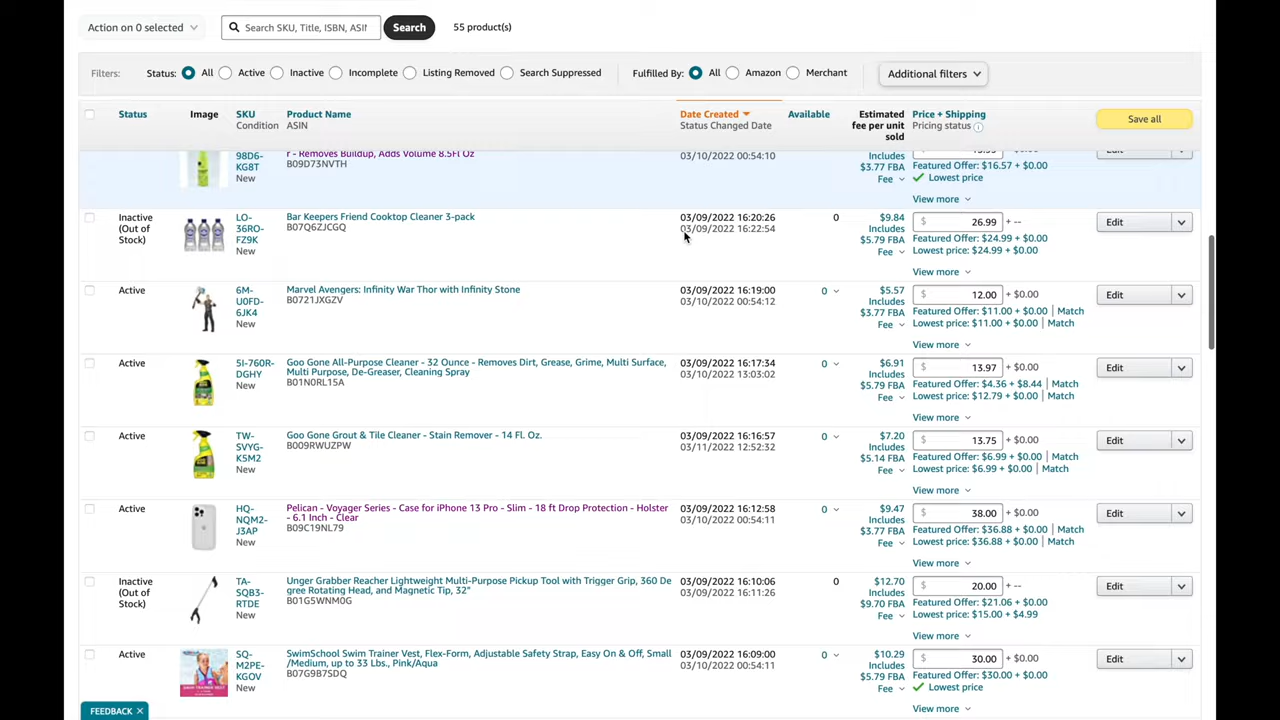 Action on 0 selected
Search SKU, Title, ISBN, ASIN
Search
55 product(s)
Filters:
Status:
All
Active
Inactive
Incomplete
Listing Removed
Search Suppressed
Fulfilled By:
All
Amazon
Merchant
Additional filters
Status
Image
SKU
Condition
Product Name
ASIN
Date Created
Status Changed Date
Available
Estimated
fee per unit
sold
Price + Shipping
Pricing status
Save all
98D6-
KG8T
New
r - Removes Buildup, Adds Volume 8.5Fl Oz
B09D73NVTH
03/10/2022 00:54:10
Includes
$3.77 FBA
Fee
Featured Offer: $16.57 + $0.00
Lowest price
View more
Inactive
(Out of
Stock)
LO-
36RO-
FZ9K
New
Bar Keepers Friend Cooktop Cleaner 3-pack
B07Q6ZJCGQ
03/09/2022 16:20:26
03/09/2022 16:22:54
0
$9.84
Includes
$5.79 FBA
Fee
$ 26.99 + --
Featured Offer: $24.99 + $0.00
Lowest price: $24.99 + $0.00
View more
Edit
Active
6M-
U0FD-
6JK4
New
Marvel Avengers: Infinity War Thor with Infinity Stone
B0721JXGZV
03/09/2022 16:19:00
03/10/2022 00:54:12
0
$5.57
Includes
$3.77 FBA
Fee
$ 12.00 + $0.00
Featured Offer: $11.00 + $0.00 | Match
Lowest price: $11.00 + $0.00 | Match
View more
Edit
Active
5I-760R-
DGHY
New
Goo Gone All-Purpose Cleaner - 32 Ounce - Removes Dirt, Grease, Grime, Multi Surface,
Multi Purpose, De-Greaser, Cleaning Spray
B01N0RL15A
03/09/2022 16:17:34
03/10/2022 13:03:02
0
$6.91
Includes
$5.79 FBA
Fee
$ 13.97 + $0.00
Featured Offer: $4.36 + $8.44 | Match
Lowest price: $12.79 + $0.00 | Match
View more
Edit
Active
TW-
SVYG-
K5M2
New
Goo Gone Grout & Tile Cleaner - Stain Remover - 14 Fl. Oz.
B009RWUZPW
03/09/2022 16:16:57
03/11/2022 12:52:32
0
$7.20
Includes
$5.14 FBA
Fee
$ 13.75 + $0.00
Featured Offer: $6.99 + $0.00 | Match
Lowest price: $6.99 + $0.00 | Match
View more
Edit
Active
HQ-
NQM2-
J3AP
New
Pelican - Voyager Series - Case for iPhone 13 Pro - Slim - 18 ft Drop Protection - Holster
- 6.1 Inch - Clear
B09C19NL79
03/09/2022 16:12:58
03/10/2022 00:54:11
0
$9.47
Includes
$3.77 FBA
Fee
$ 38.00 + $0.00
Featured Offer: $36.88 + $0.00 | Match
Lowest price: $36.88 + $0.00 | Match
View more
Edit
Inactive
(Out of
Stock)
TA-
SQB3-
RTDE
New
Unger Grabber Reacher Lightweight Multi-Purpose Pickup Tool with Trigger Grip, 360 De
gree Rotating Head, and Magnetic Tip, 32"
B01G5WNM0G
03/09/2022 16:10:06
03/09/2022 16:11:26
0
$12.70
Includes
$9.70 FBA
Fee
$ 20.00 + --
Featured Offer: $21.06 + $0.00
Lowest price: $15.00 + $4.99
View more
Edit
Active
SQ-
M2PE-
KGOV
New
SwimSchool Swim Trainer Vest, Flex-Form, Adjustable Safety Strap, Easy On & Off, Small
/Medium, up to 33 Lbs., Pink/Aqua
B07G9B7SDQ
03/09/2022 16:09:00
03/10/2022 00:54:11
0
$10.29
Includes
$5.79 FBA
Fee
$ 30.00 + $0.00
Featured Offer: $30.00 + $0.00
Lowest price
View more
Edit
FEEDBACK ×